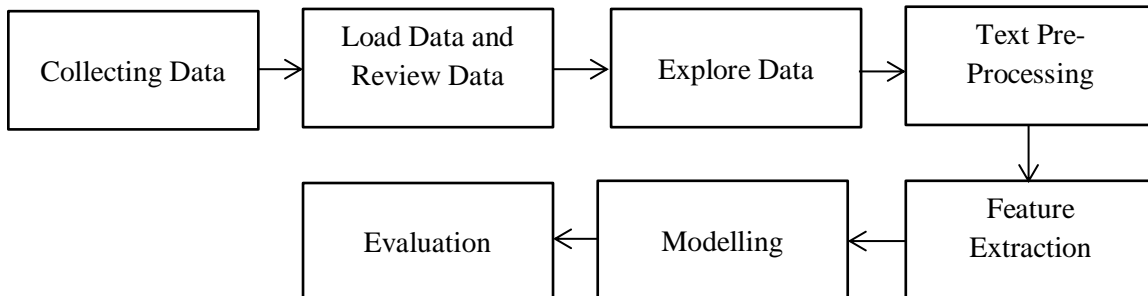 Collecting Data
Load Data and
Review Data
Explore Data
Text Pre-
Processing
Feature
Extraction
Modelling
Evaluation